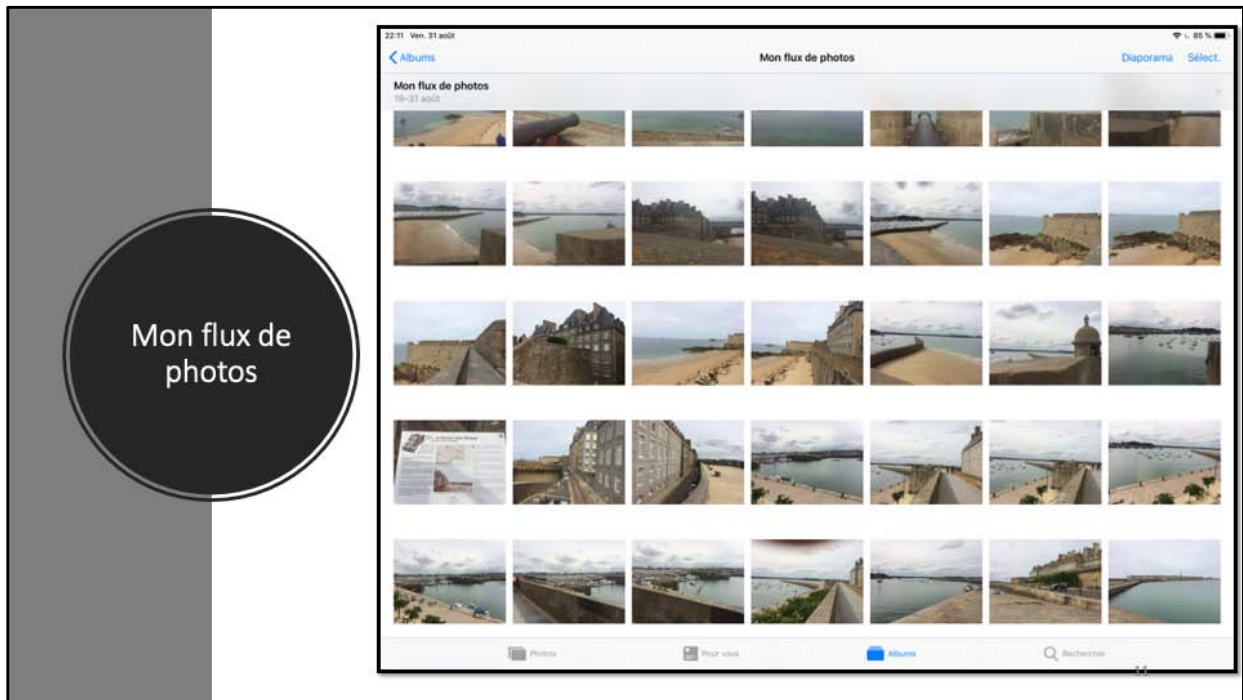 Mon flux de
photos
22:11 Ven. 31 août
85 %
Albums
Mon flux de photos
Diaporama Sélect.
Mon flux de photos
19–31 août
Photos
Pour vous
Albums
Rechercher
11